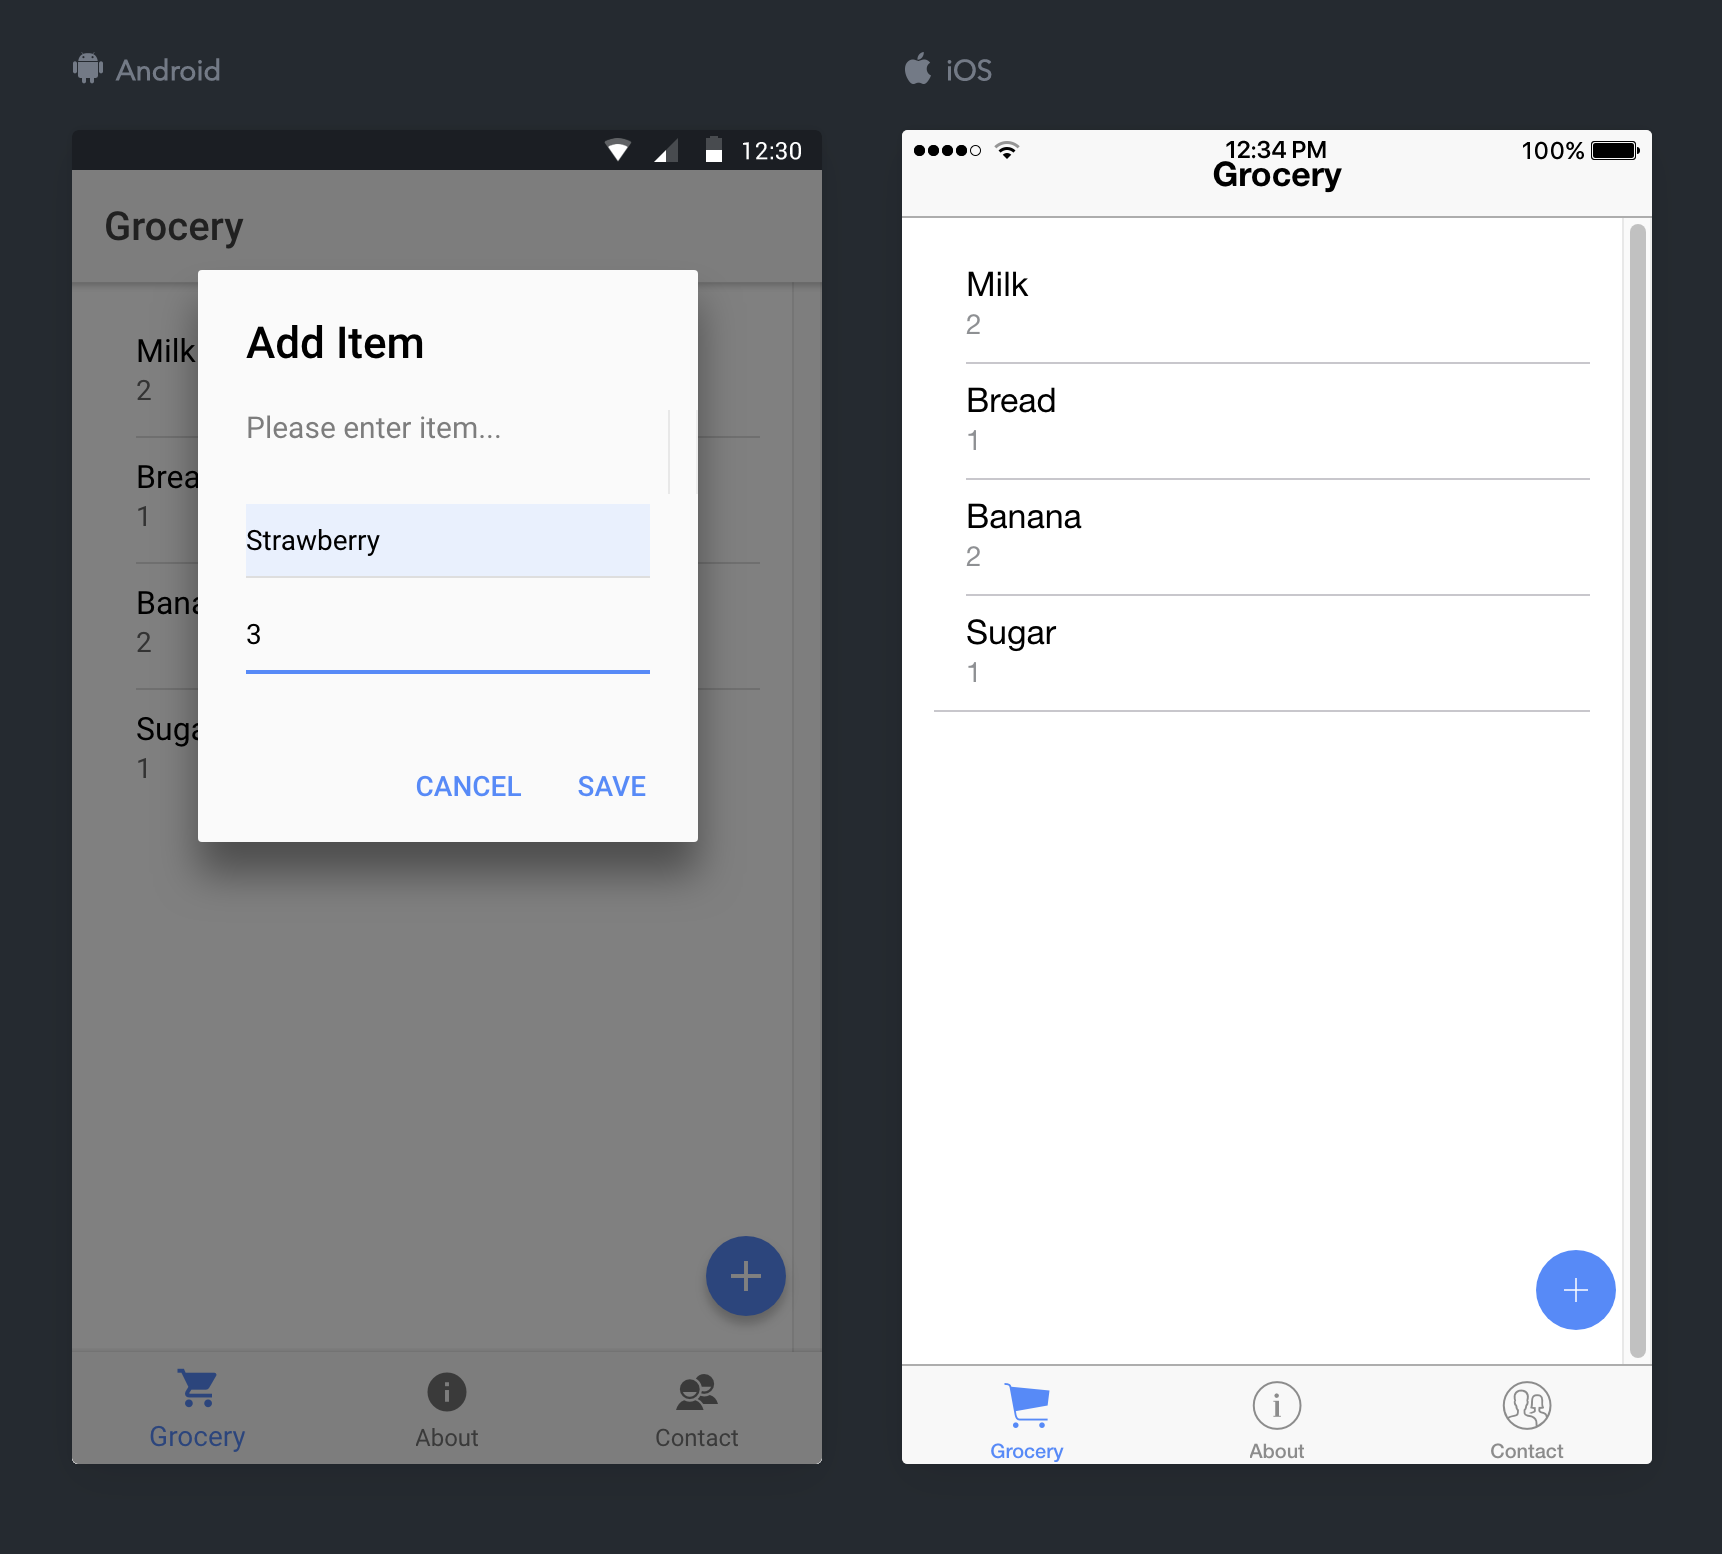 Android
12:30
Grocery
Milk
2
Brea
1
Bana
2
Suga
1
Add Item
Please enter item...
Strawberry
3
CANCEL SAVE
Grocery About Contact
iOS
12:34 PM 100%
Grocery
Milk
2
Bread
1
Banana
2
Sugar
1
Grocery About Contact